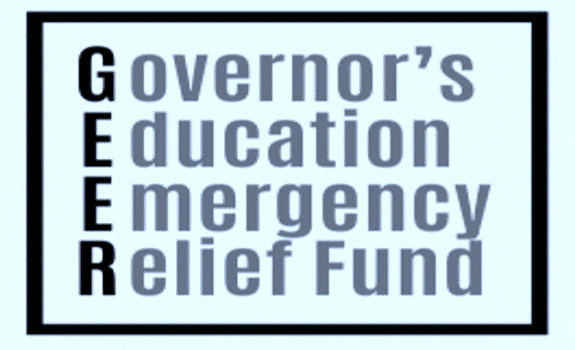 Governor's
Education
Emergency
Relief Fund